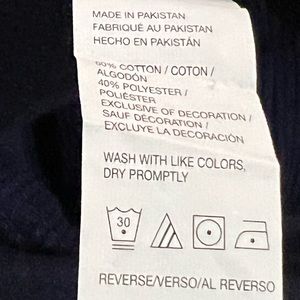 MADE IN PAKISTAN
FABRIQUÉ AU PAKISTAN
HECHO EN PAKISTÁN
60% COTTON / COTON /
ALGODÓN
40% POLYESTER /
POLIÉSTER
EXCLUSIVE OF DECORATION /
SAUF DÉCORATION /
EXCLUYE LA DECORACIÓN
WASH WITH LIKE COLORS,
DRY PROMPTLY
30
REVERSE/VERSO/AL REVERSO